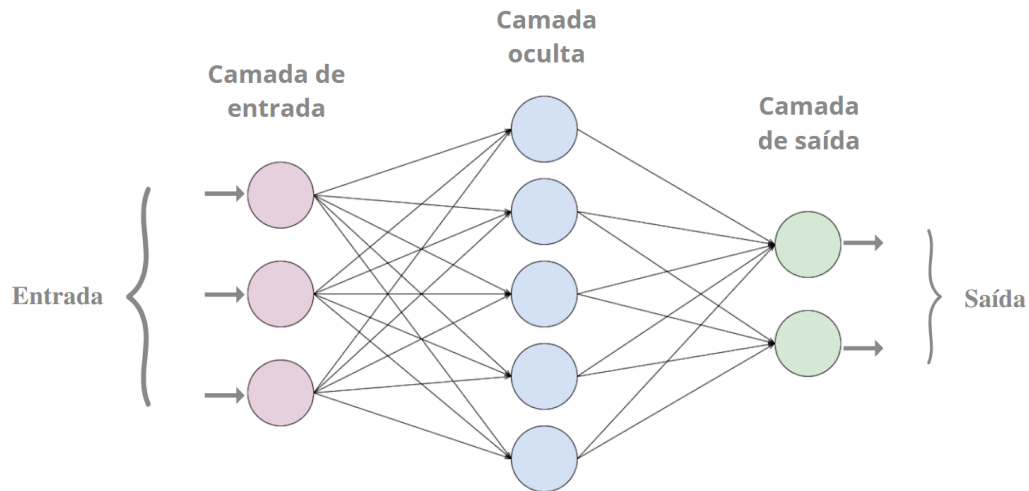 Camada
oculta
Camada de
entrada
Camada
de saída
Entrada
Saída